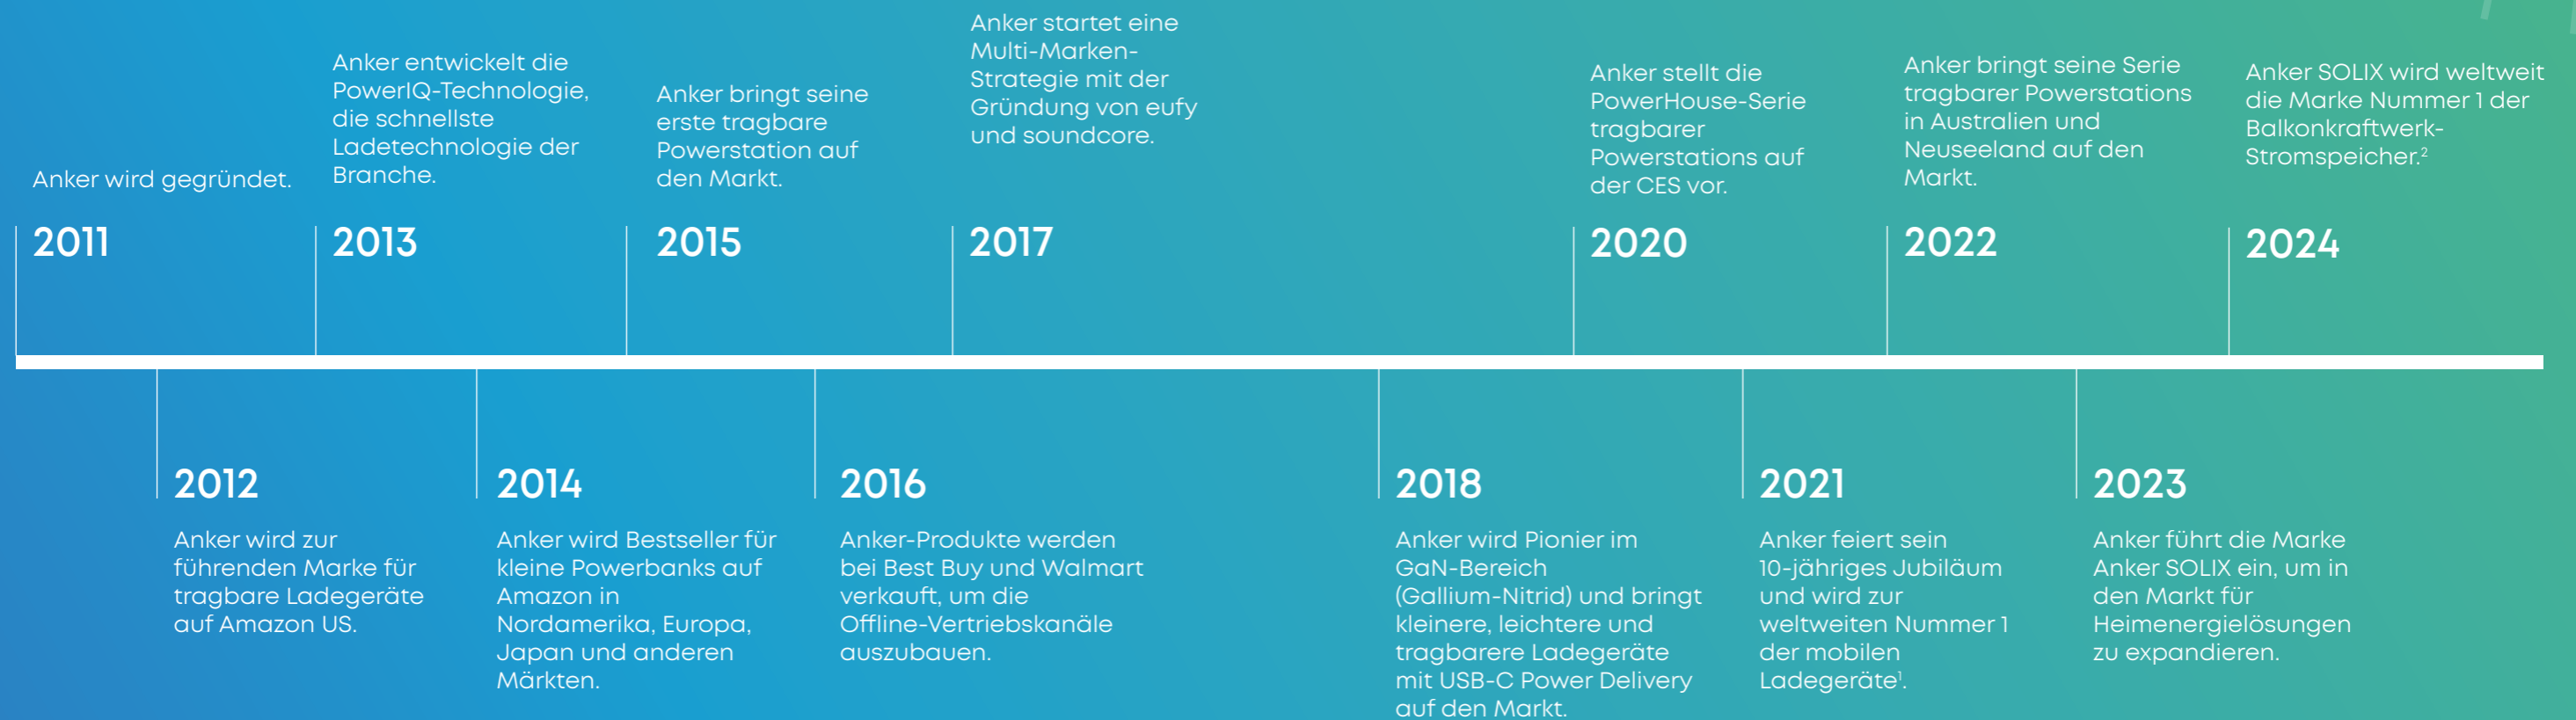 Anker wird gegründet.
2011
2012
Anker wird zur
führenden Marke für
tragbare Ladegeräte
auf Amazon US.
Anker entwickelt die
PowerIQ-Technologie,
die schnellste
Ladetechnologie der
Branche.
2013
2014
Anker wird Bestseller für
kleine Powerbanks auf
Amazon in
Nordamerika, Europa,
Japan und anderen
Märkten.
Anker bringt seine
erste tragbare
Powerstation auf
den Markt.
2015
2016
Anker-Produkte werden
bei Best Buy und Walmart
verkauft, um die
Offline-Vertriebskanäle
auszubauen.
Anker startet eine
Multi-Marken-
Strategie mit der
Gründung von eufy
und soundcore.
2017
2018
Anker wird Pionier im
GaN-Bereich
(Gallium-Nitrid) und bringt
kleinere, leichtere und
tragbarere Ladegeräte
mit USB-C Power Delivery
auf den Markt.
Anker stellt die
PowerHouse-Serie
tragbarer
Powerstations auf
der CES vor.
2020
2021
Anker feiert sein
10-jähriges Jubiläum
und wird zur
weltweiten Nummer 1
der mobilen
Ladegeräte¹.
Anker bringt seine Serie
tragbarer Powerstations
in Australien und
Neuseeland auf den
Markt.
2022
2023
Anker führt die Marke
Anker SOLIX ein, um in
den Markt für
Heimenergielösungen
zu expandieren.
Anker SOLIX wird weltweit
die Marke Nummer 1 der
Balkonkraftwerk-
Stromspeicher.²
2024